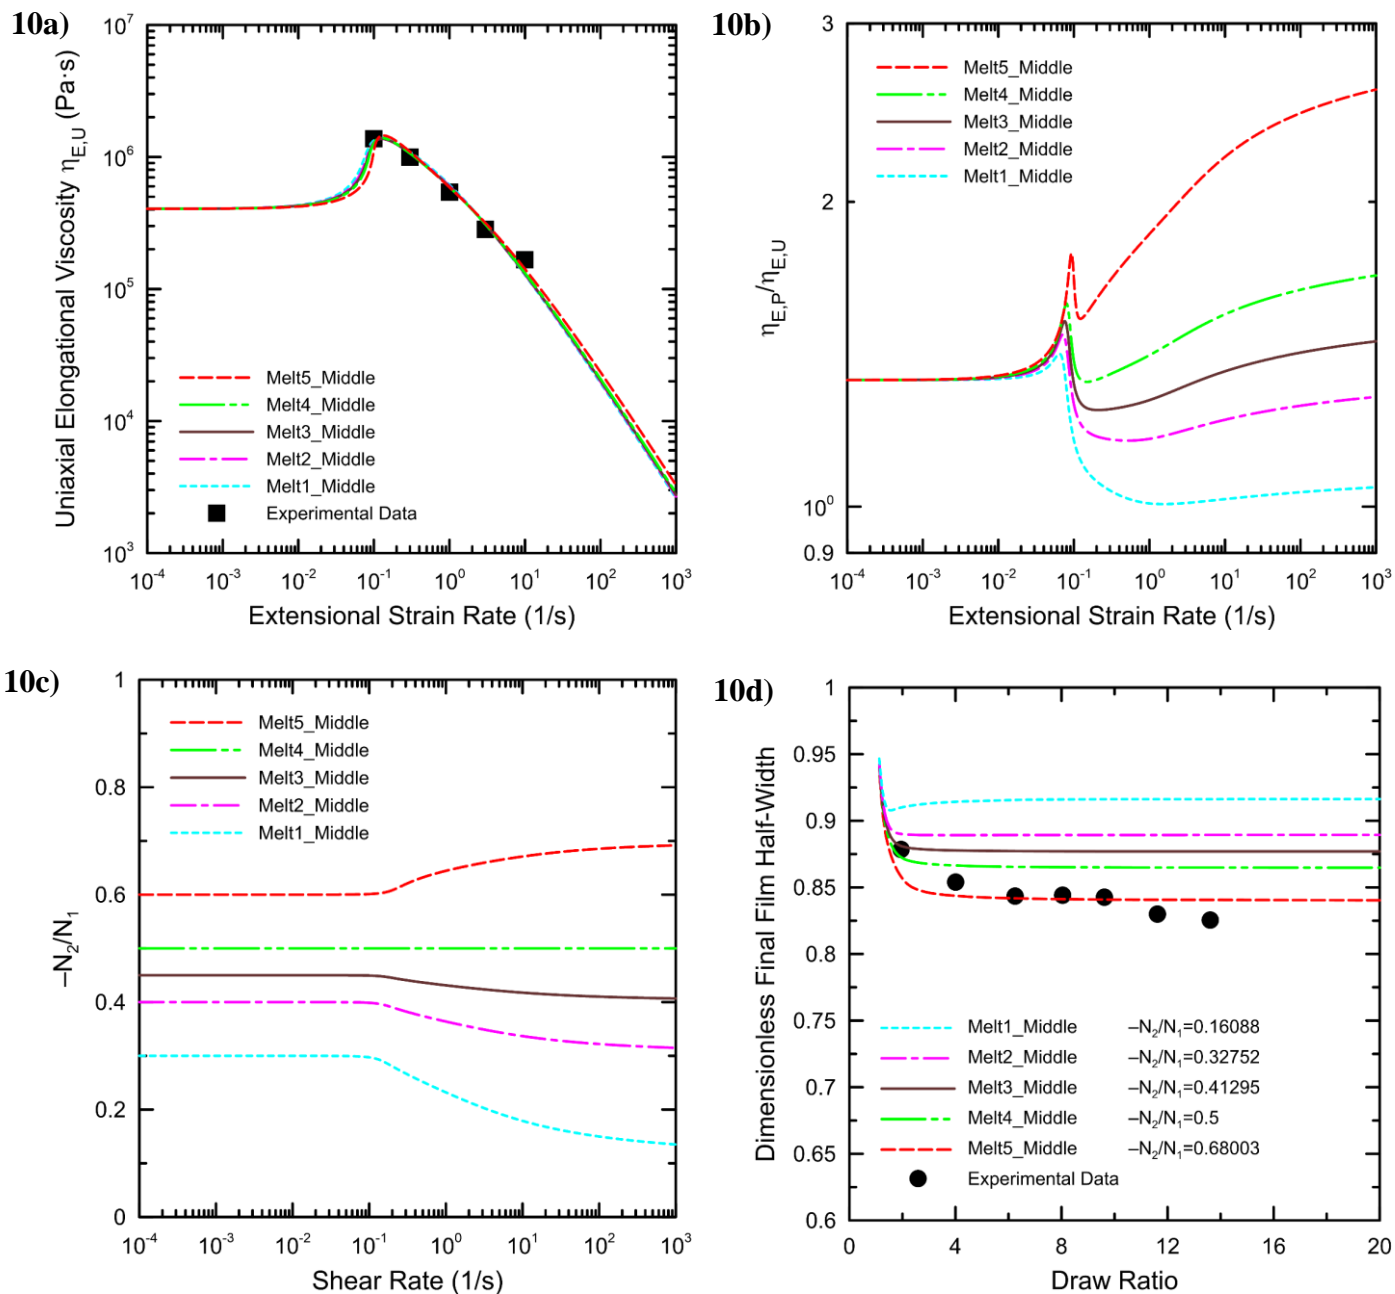 10a)
Uniaxial Elongational Viscosity η_E,U (Pa·s)
10^7
10^6
10^5
10^4
10^3
Melt5_Middle
Melt4_Middle
Melt3_Middle
Melt2_Middle
Melt1_Middle
Experimental Data
10^-4 10^-3 10^-2 10^-1 10^0 10^1 10^2 10^3
Extensional Strain Rate (1/s)
10b)
η_E,P/η_E,U
3
2
10^0
0.9
Melt5_Middle
Melt4_Middle
Melt3_Middle
Melt2_Middle
Melt1_Middle
10^-4 10^-3 10^-2 10^-1 10^0 10^1 10^2 10^3
Extensional Strain Rate (1/s)
10c)
–N_2/N_1
1
0.8
0.6
0.4
0.2
0
Melt5_Middle
Melt4_Middle
Melt3_Middle
Melt2_Middle
Melt1_Middle
10^-4 10^-3 10^-2 10^-1 10^0 10^1 10^2 10^3
Shear Rate (1/s)
10d)
Dimensionless Final Film Half-Width
1
0.95
0.9
0.85
0.8
0.75
0.7
0.65
0.6
Melt1_Middle –N_2/N_1=0.16088
Melt2_Middle –N_2/N_1=0.32752
Melt3_Middle –N_2/N_1=0.41295
Melt4_Middle –N_2/N_1=0.5
Melt5_Middle –N_2/N_1=0.68003
Experimental Data
0 4 8 12 16 20
Draw Ratio